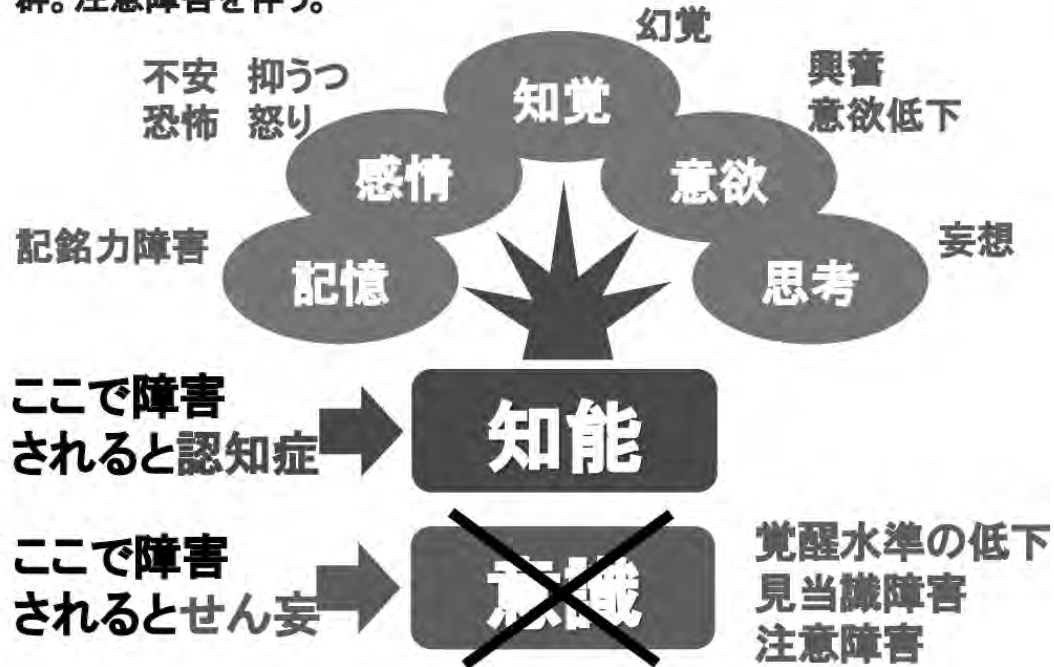 群。注意障害を伴う。
幻覚
不安 抑うつ
恐怖 怒り
興奮
意欲低下
知覚
感情
意欲
記銘力障害
妄想
記憶
思考
ここで障害
されると認知症
知能
ここで障害
されるとせん妄
意識
覚醒水準の低下
見当識障害
注意障害